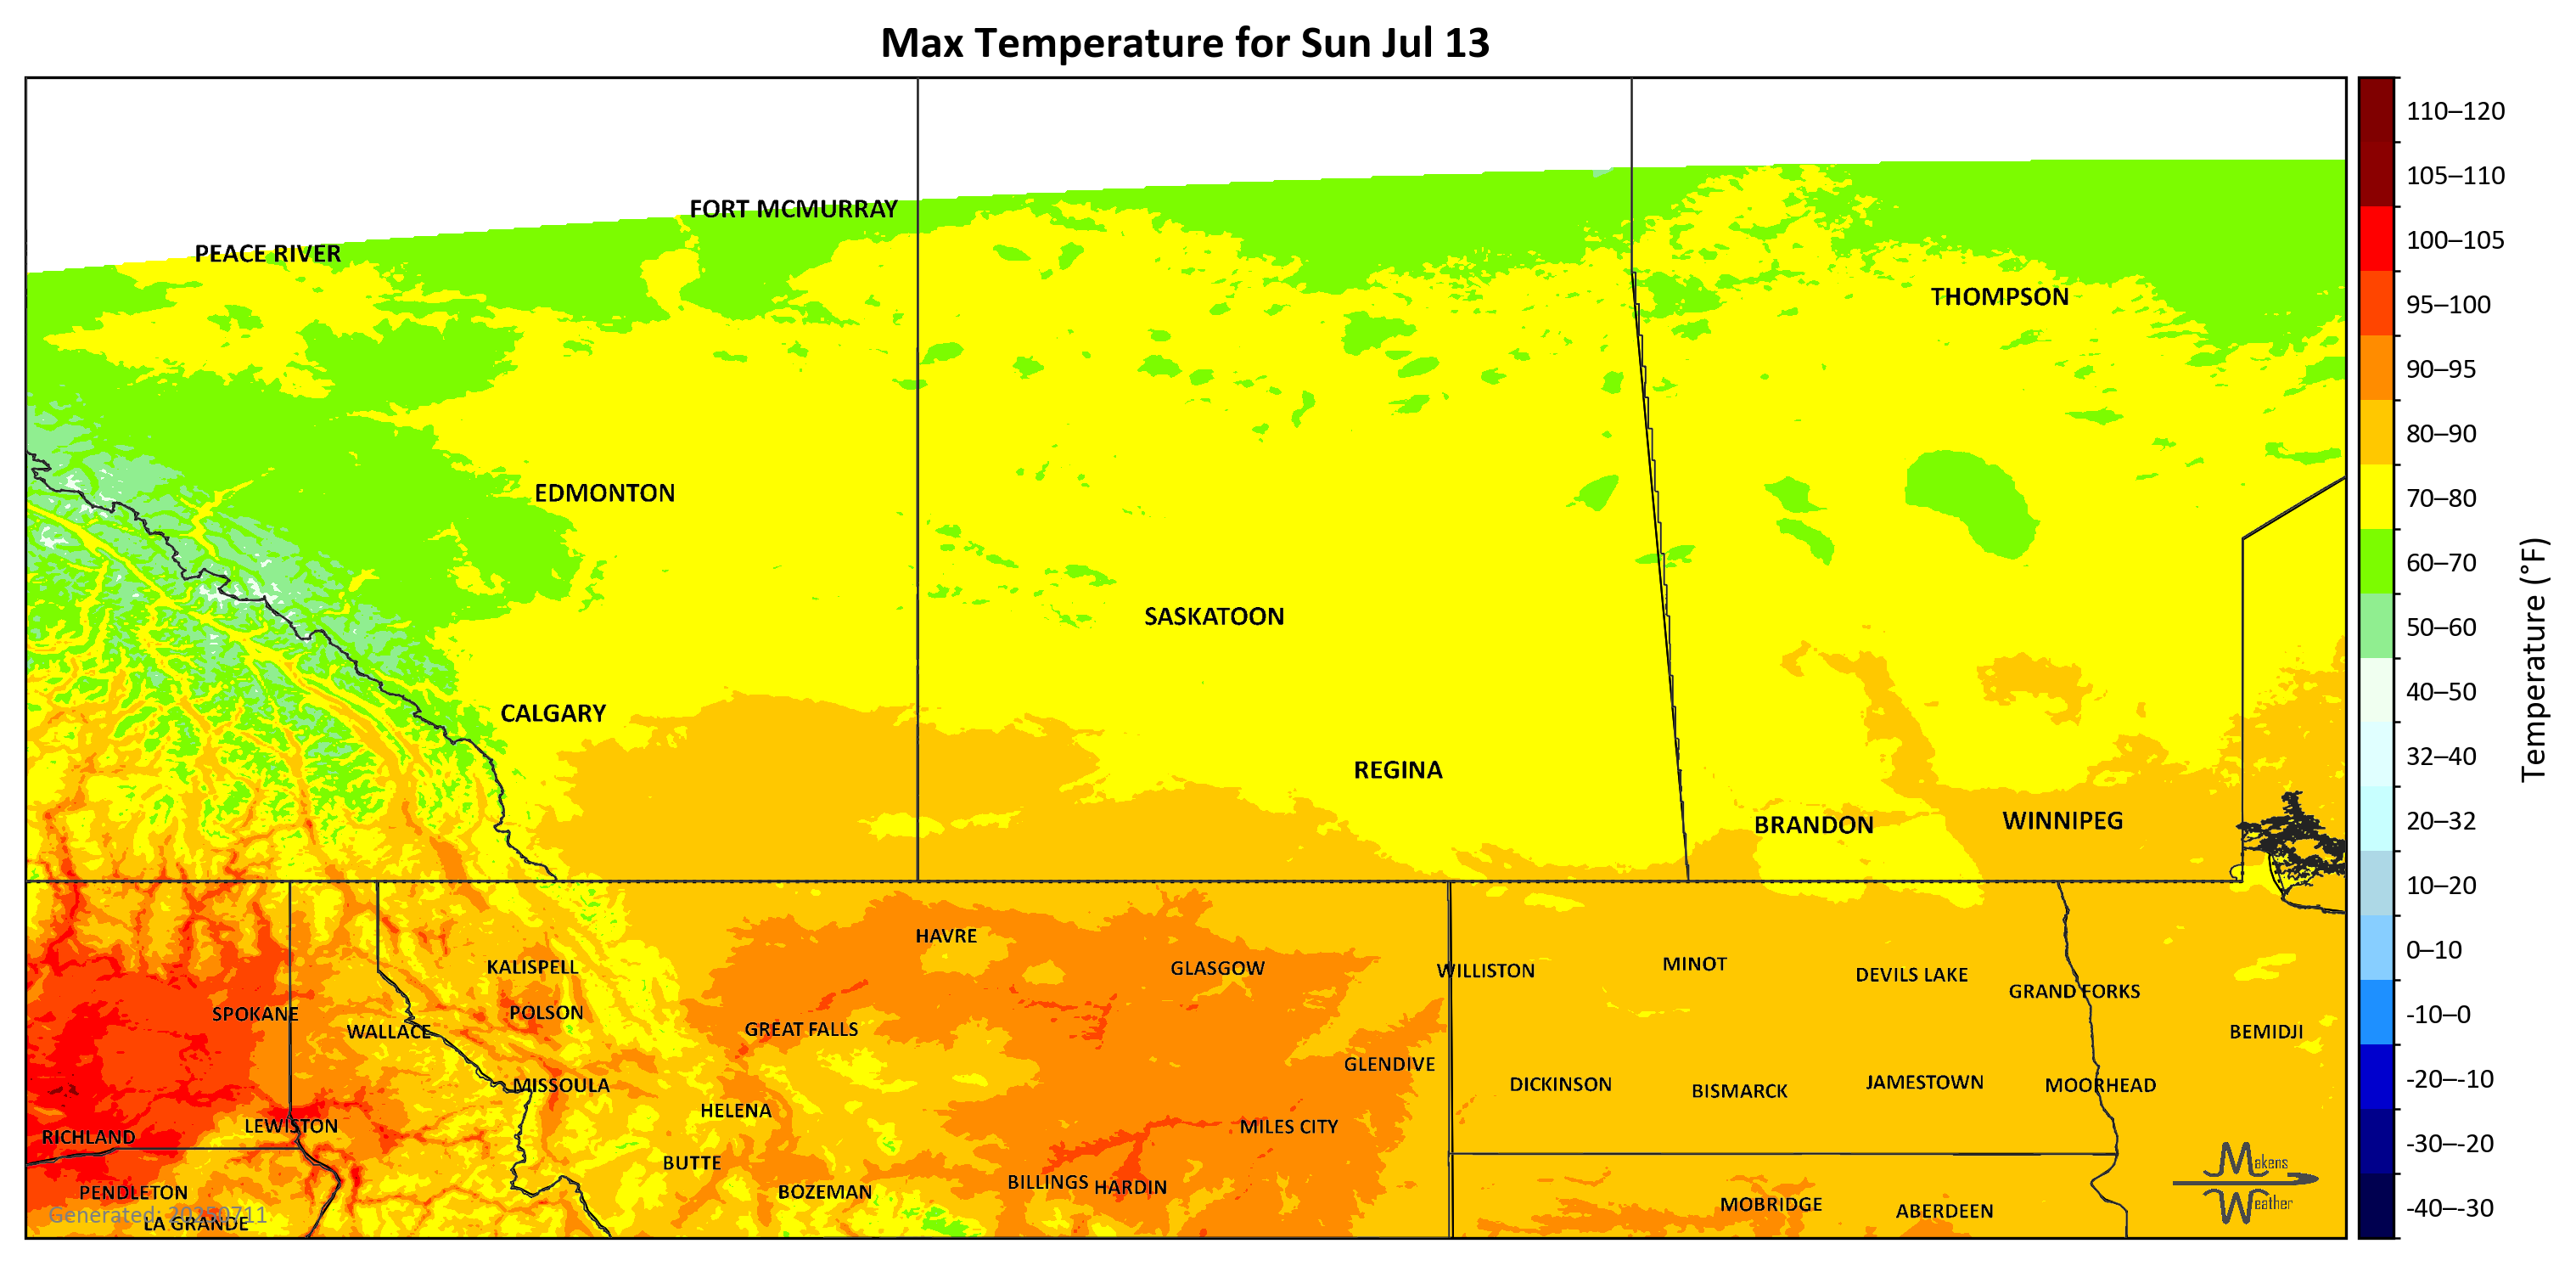 Max Temperature for Sun Jul 13
110–120
105–110
FORT MCMURRAY
100–105
PEACE RIVER
THOMPSON
95–100
90–95
80–90
EDMONTON
70–80
60–70
SASKATOON
50–60
Temperature (°F)
40–50
CALGARY
32–40
REGINA
20–32
BRANDON
WINNIPEG
10–20
HAVRE
0–10
KALISPELL
GLASGOW
WILLISTON
MINOT
DEVILS LAKE
GRAND FORKS
SPOKANE
POLSON
-10–0
WALLACE
GREAT FALLS
BEMIDJI
GLENDIVE
-20–-10
MISSOULA
DICKINSON
BISMARCK
JAMESTOWN
MOORHEAD
HELENA
LEWISTON
MILES CITY
RICHLAND
-30–-20
BUTTE
Makens
Weather
PENDLETON
BOZEMAN
BILLINGS
HARDIN
MOBRIDGE
ABERDEEN
-40–-30
Generated: 20250711
LA GRANDE